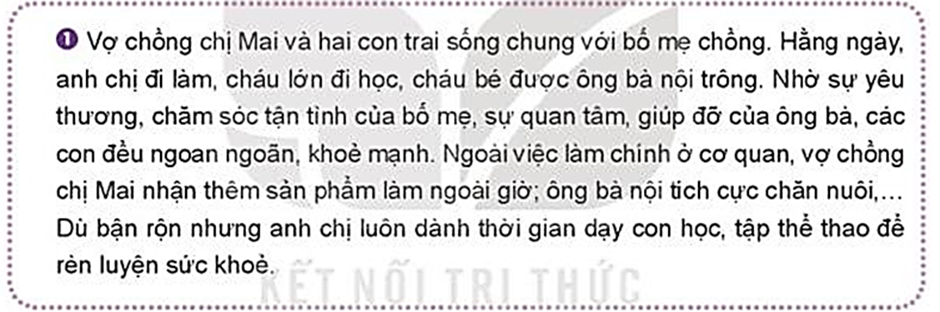 1 Vợ chồng chị Mai và hai con trai sống chung với bố mẹ chồng. Hằng ngày,
anh chị đi làm, cháu lớn đi học, cháu bé được ông bà nội trông. Nhờ sự yêu
thương, chăm sóc tận tình của bố mẹ, sự quan tâm, giúp đỡ của ông bà, các
con đều ngoan ngoãn, khoẻ mạnh. Ngoài việc làm chính ở cơ quan, vợ chồng
chị Mai nhận thêm sản phẩm làm ngoài giờ; ông bà nội tích cực chăn nuôi,...
Dù bận rộn nhưng anh chị luôn dành thời gian dạy con học, tập thể thao để
rèn luyện sức khoẻ.
KẾT NỐI TRI THỨC